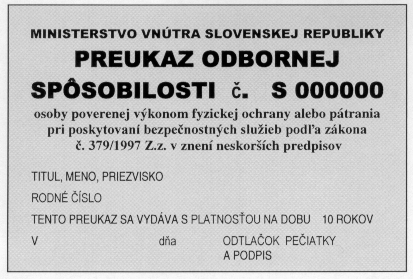 MINISTERSTVO VNÚTRA SLOVENSKEJ REPUBLIKY
PREUKAZ ODBORNEJ
SPÔSOBILOSTI č. S 000000
osoby poverenej výkonom fyzickej ochrany alebo pátrania
pri poskytovaní bezpečnostných služieb podľa zákona
č. 379/1997 Z.z. v znení neskorších predpisov
TITUL, MENO, PRIEZVISKO
RODNÉ ČÍSLO
TENTO PREUKAZ SA VYDÁVA S PLATNOSŤOU NA DOBU 10 ROKOV
V dňa ODTLAČOK PEČIATKY
A PODPIS